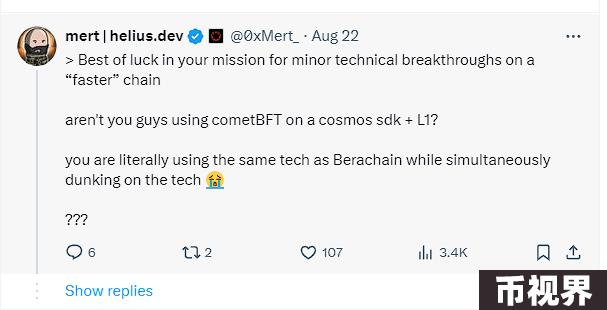 mert | helius.dev @0xMert_ · Aug 22 ...
> Best of luck in your mission for minor technical breakthroughs on a
“faster” chain
aren't you guys using cometBFT on a cosmos sdk + L1?
you are literally using the same tech as Berachain while simultaneously
dunking on the tech 😭
???
6 2 107 3.4K
Show replies
币视界